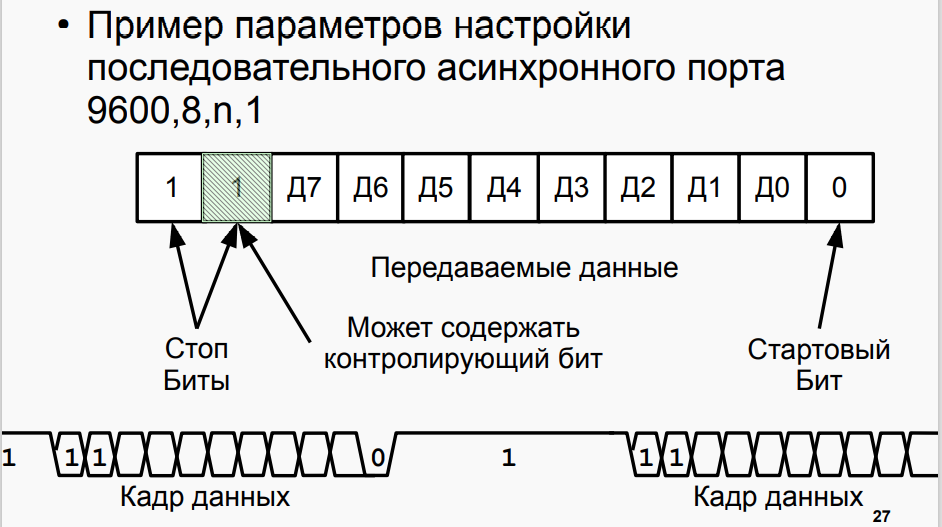 • Пример параметров настройки
последовательного асинхронного порта
9600,8,n,1
1 1 Д7 Д6 Д5 Д4 Д3 Д2 Д1 Д0 0
Передаваемые данные
Может содержать
контролирующий бит
Стоп
Биты
Стартовый
Бит
1 1 1 0 1 1 1
Кадр данных Кадр данных
27